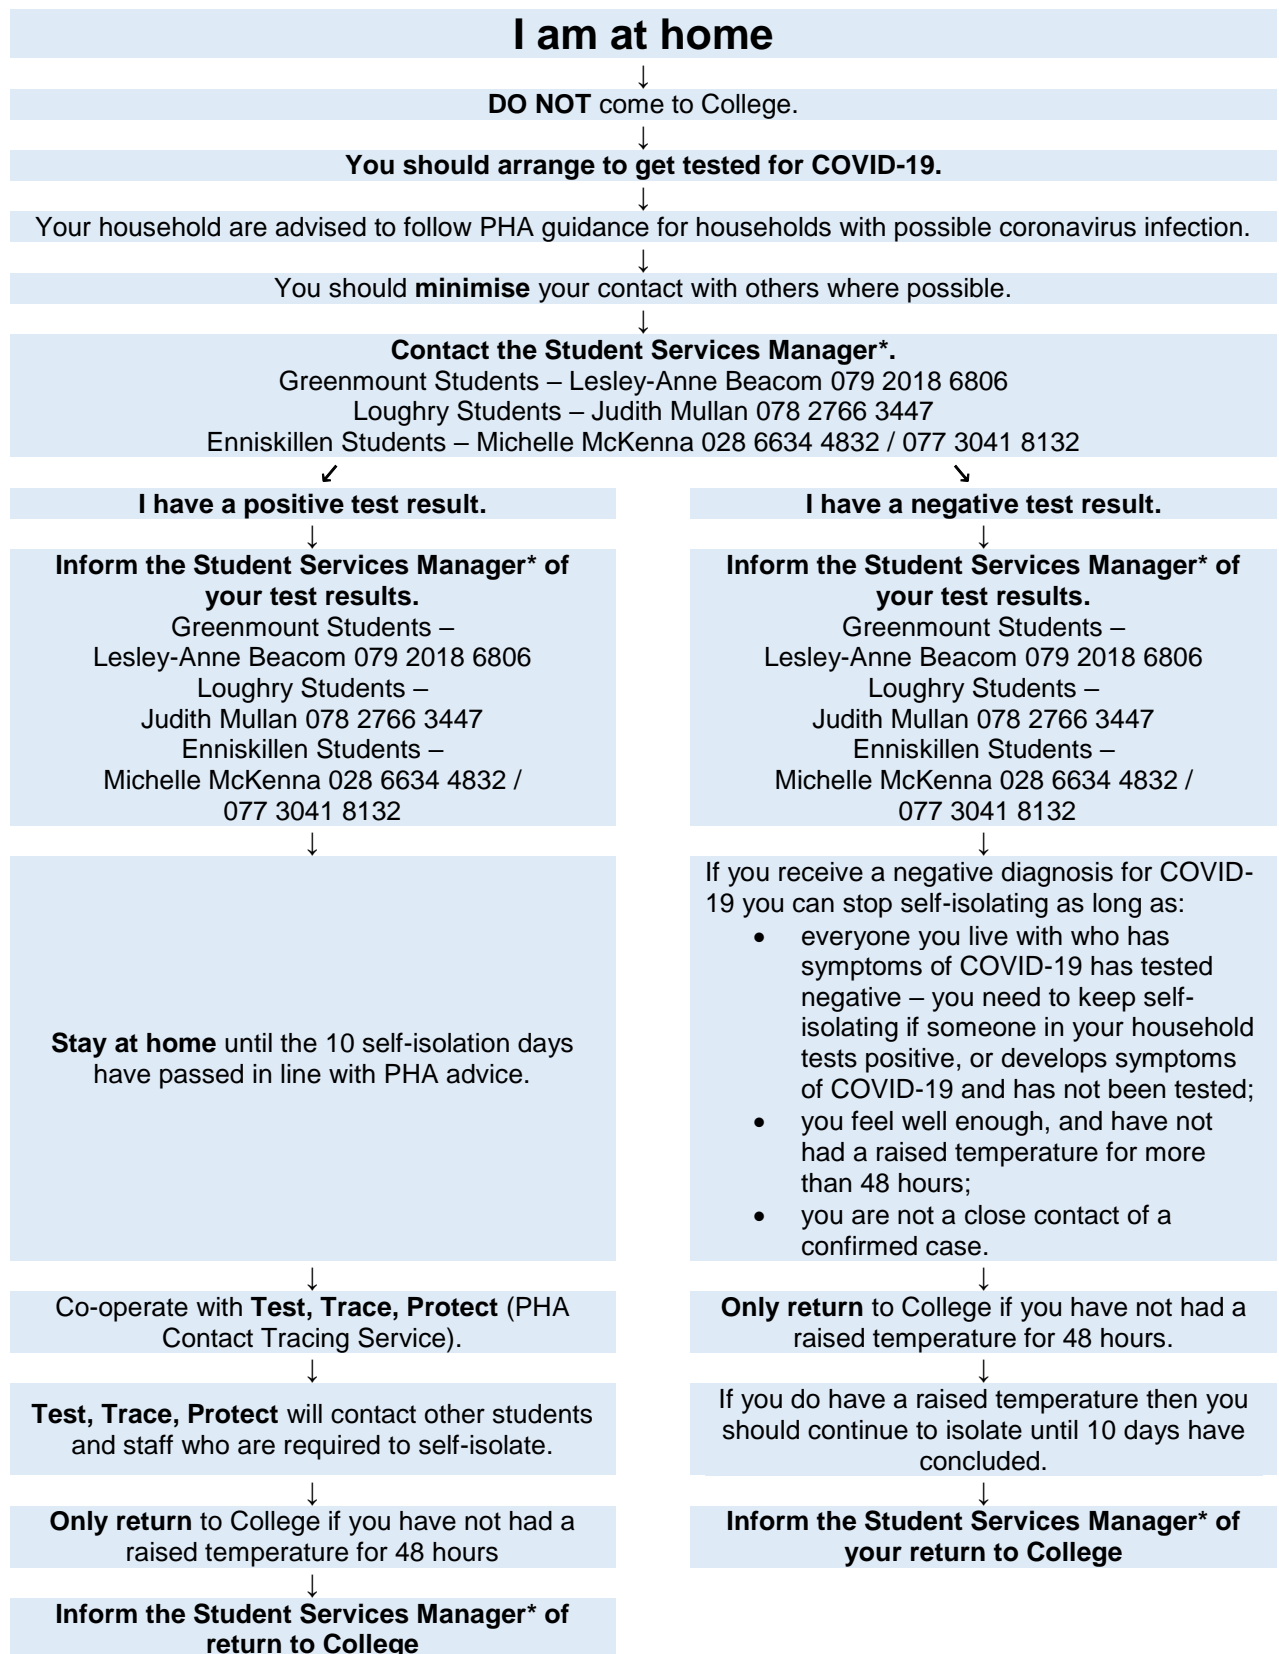 I am at home
↓
DO NOT come to College.
↓
You should arrange to get tested for COVID-19.
↓
Your household are advised to follow PHA guidance for households with possible coronavirus infection.
↓
You should minimise your contact with others where possible.
↓
Contact the Student Services Manager*.
Greenmount Students – Lesley-Anne Beacom 079 2018 6806
Loughry Students – Judith Mullan 078 2766 3447
Enniskillen Students – Michelle McKenna 028 6634 4832 / 077 3041 8132
↙
I have a positive test result.
↓
Inform the Student Services Manager* of
your test results.
Greenmount Students –
Lesley-Anne Beacom 079 2018 6806
Loughry Students –
Judith Mullan 078 2766 3447
Enniskillen Students –
Michelle McKenna 028 6634 4832 /
077 3041 8132
↓
Stay at home until the 10 self-isolation days
have passed in line with PHA advice.
↓
Co-operate with Test, Trace, Protect (PHA
Contact Tracing Service).
↓
Test, Trace, Protect will contact other students
and staff who are required to self-isolate.
↓
Only return to College if you have not had a
raised temperature for 48 hours
↓
Inform the Student Services Manager* of
return to College
↘
I have a negative test result.
↓
Inform the Student Services Manager* of
your test results.
Greenmount Students –
Lesley-Anne Beacom 079 2018 6806
Loughry Students –
Judith Mullan 078 2766 3447
Enniskillen Students –
Michelle McKenna 028 6634 4832 /
077 3041 8132
↓
If you receive a negative diagnosis for COVID-
19 you can stop self-isolating as long as:
• everyone you live with who has
symptoms of COVID-19 has tested
negative – you need to keep self-
isolating if someone in your household
tests positive, or develops symptoms
of COVID-19 and has not been tested;
• you feel well enough, and have not
had a raised temperature for more
than 48 hours;
• you are not a close contact of a
confirmed case.
↓
Only return to College if you have not had a
raised temperature for 48 hours.
↓
If you do have a raised temperature then you
should continue to isolate until 10 days have
concluded.
↓
Inform the Student Services Manager* of
your return to College